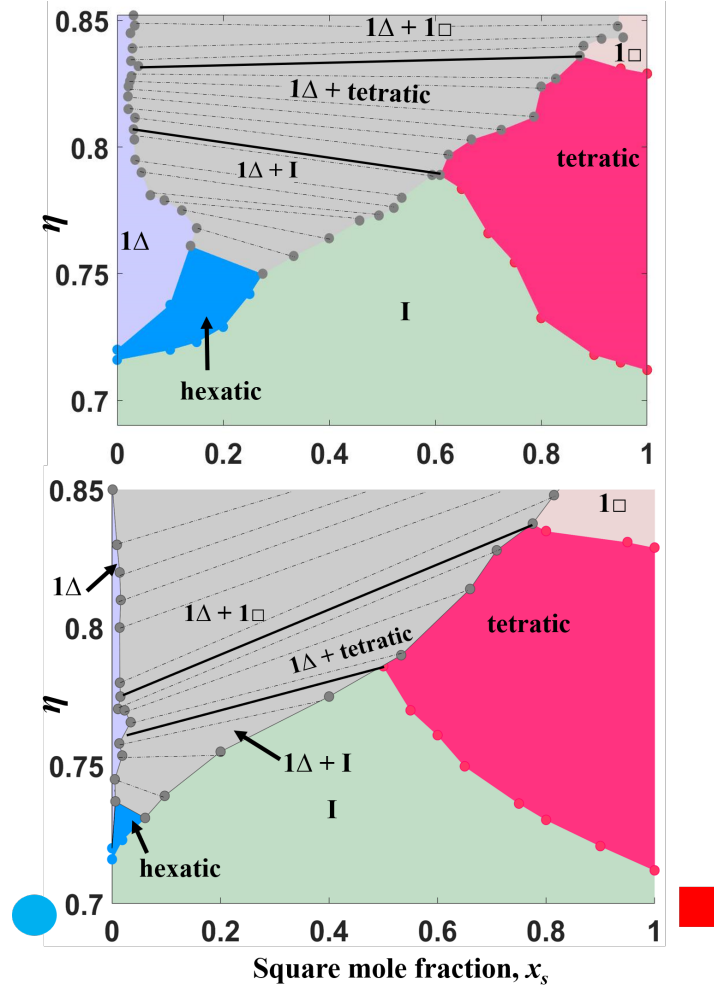 0.85
0.8
0.75
0.7
η
1Δ + 1□
1□
1Δ + tetratic
tetratic
1Δ + I
1Δ
I
hexatic
0 0.2 0.4 0.6 0.8 1
0.85
0.8
0.75
0.7
η
1□
1Δ
1Δ + 1□
tetratic
1Δ + tetratic
1Δ + I
I
hexatic
0 0.2 0.4 0.6 0.8 1
Square mole fraction, xₛ